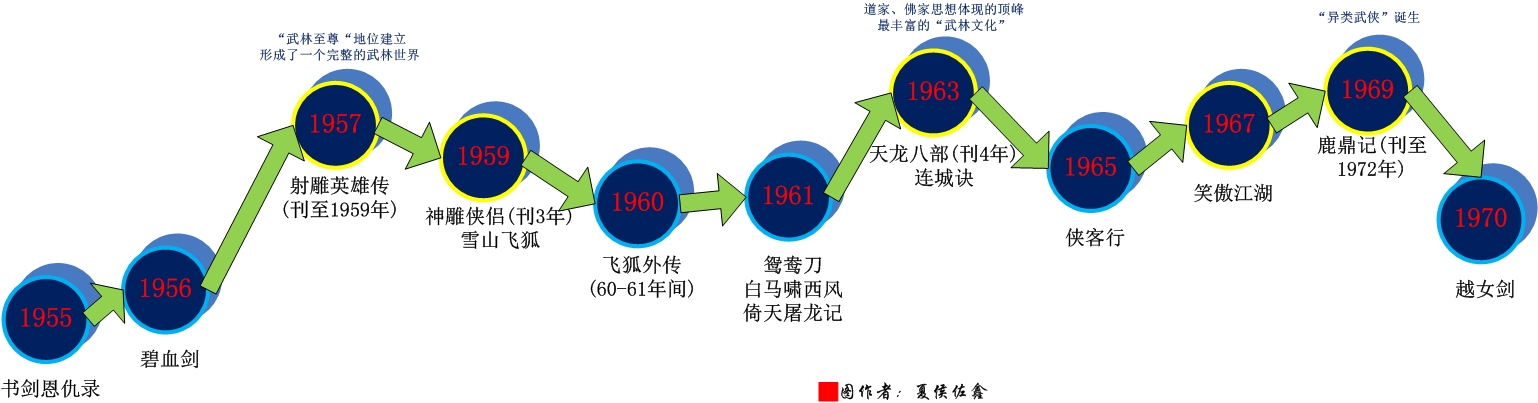 “武林至尊“地位建立
形成了一个完整的武林世界
道家、佛家思想体现的顶峰
最丰富的“武林文化”
“异类武侠”诞生
1955
书剑恩仇录
1956
碧血剑
1957
射雕英雄传
(刊至1959年)
1959
神雕侠侣(刊3年)
雪山飞狐
1960
飞狐外传
(60-61年间)
1961
鸳鸯刀
白马啸西风
倚天屠龙记
1963
天龙八部(刊4年)
连城诀
1965
侠客行
1967
笑傲江湖
1969
鹿鼎记(刊至
1972年)
1970
越女剑
图作者：夏侯佐鑫